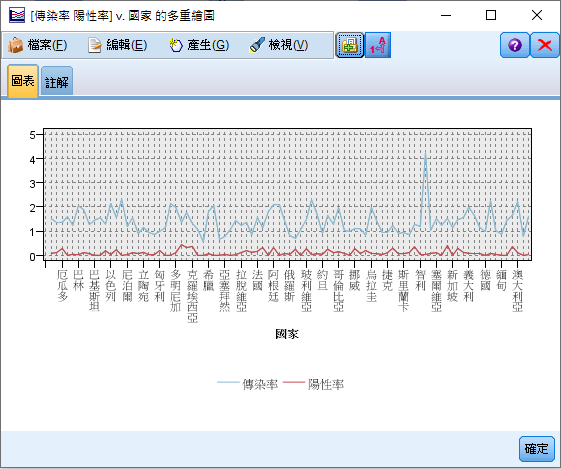 [傳染率 陽性率] v. 國家 的多重繪圖
檔案(F) 編輯(E) 產生(G) 檢視(V)
圖表 註解
5
4
3
2
1
0
厄瓜多 巴林 巴基斯坦 以色列 尼泊爾 立陶宛 匈牙利 多明尼加 克羅埃西亞 希臘 亞塞拜然 拉脫維亞 法國 阿根廷 俄羅斯 玻利維亞 約旦 哥倫比亞 挪威 烏拉圭 捷克 斯里蘭卡 智利 塞爾維亞 新加坡 義大利 德國 緬甸 澳大利亞
國家
傳染率 陽性率
確定